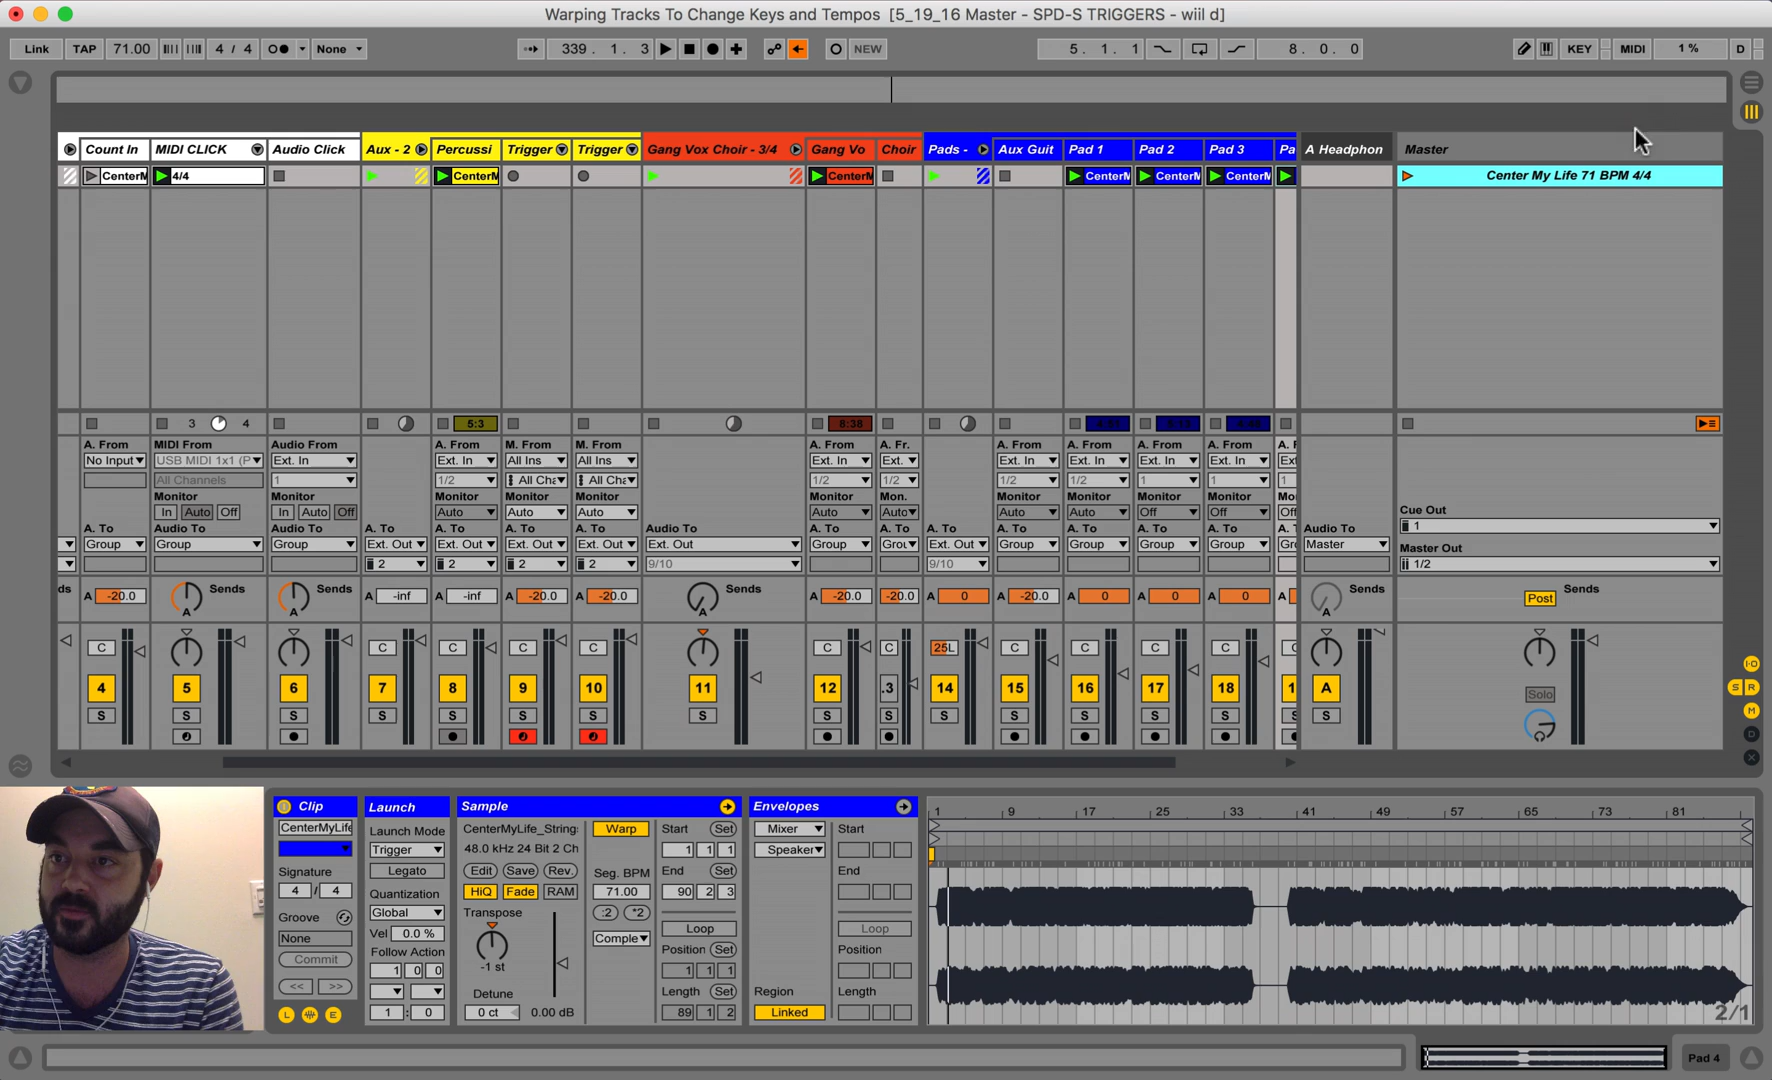 Warping Tracks To Change Keys and Tempos [5_19_16 Master - SPD-S TRIGGERS - wiil d]
Link TAP 71.00 4 / 4 None 339 . 1 . 3 NEW 5 . 1 . 1 8 . 0 . 0 KEY MIDI 1 % D
Count In MIDI CLICK Audio Click Aux - 2 Percussi Trigger Trigger Gang Vox Choir - 3/4 Gang Vo Choir Pads - Aux Guit Pad 1 Pad 2 Pad 3 Pa A Headphon Master
CenterM 4/4 CenterM CenterM CenterM CenterM CenterM Center My Life 71 BPM 4/4
3 4 5:3 8:38
A. From MIDI From Audio From A. From M. From M. From A. From A. Fr. A. From A. From A. From A. From A. F
No Input USB MIDI 1x1 (P Ext. In Ext. In All Ins All Ins Ext. In Ext. Ext. In Ext. In Ext. In Ext. In Ext
All Channels 1 1/2 All Cha All Cha 1/2 1/2 1/2 1/2 1 1 1
Monitor Monitor Monitor Monitor Monitor Monitor Mon. Monitor Monitor Monitor Monitor Mo
In Auto Off In Auto Off Auto Auto Auto Auto Auto Auto Auto Off Off Off Cue Out
1
A. To Audio To Audio To A. To A. To A. To A. To Audio To A. To A. To A. To A. To A. To A. To A. To Audio To
Group Group Group Ext. Out Ext. Out Ext. Out Ext. Out Ext. Out Group Grou Ext. Out Group Group Group Group Gr Master Master Out
2 2 2 2 9/10 9/10 1/2
ds A -20.0 Sends A Sends A A -inf A -inf A -20.0 A -20.0 Sends A A -20.0 A -20.0 A 0 A -20.0 A 0 A 0 A 0 A Sends A Post Sends
C C C C C C C 25L C C C C
4 5 6 7 8 9 10 11 12 .3 14 15 16 17 18 1 A Solo
S S S S S S S S S S S S S S S S S
I·O
S R
M
D
Clip Launch Sample Envelopes
CenterMyLife
Signature
4 / 4
Groove
None
Commit
<< >>
L E
Launch Mode
Trigger
Legato
Quantization
Global
Vel 0.0 %
Follow Action
1 0 0
1 : 0
CenterMyLife_String:
48.0 kHz 24 Bit 2 Ch
Edit Save Rev.
HiQ Fade RAM
Transpose
-1 st
Detune
0 ct 0.00 dB
Warp
Seg. BPM
71.00
:2 *2
Comple
Start Set
1 1 1
End Set
90 2 3
Loop
Position Set
1 1 1
Length Set
89 1 2
Mixer
Speaker
Region
Linked
Start
End
Loop
Position
Length
1 9 17 25 33 41 49 57 65 73 81
2/1
Pad 4